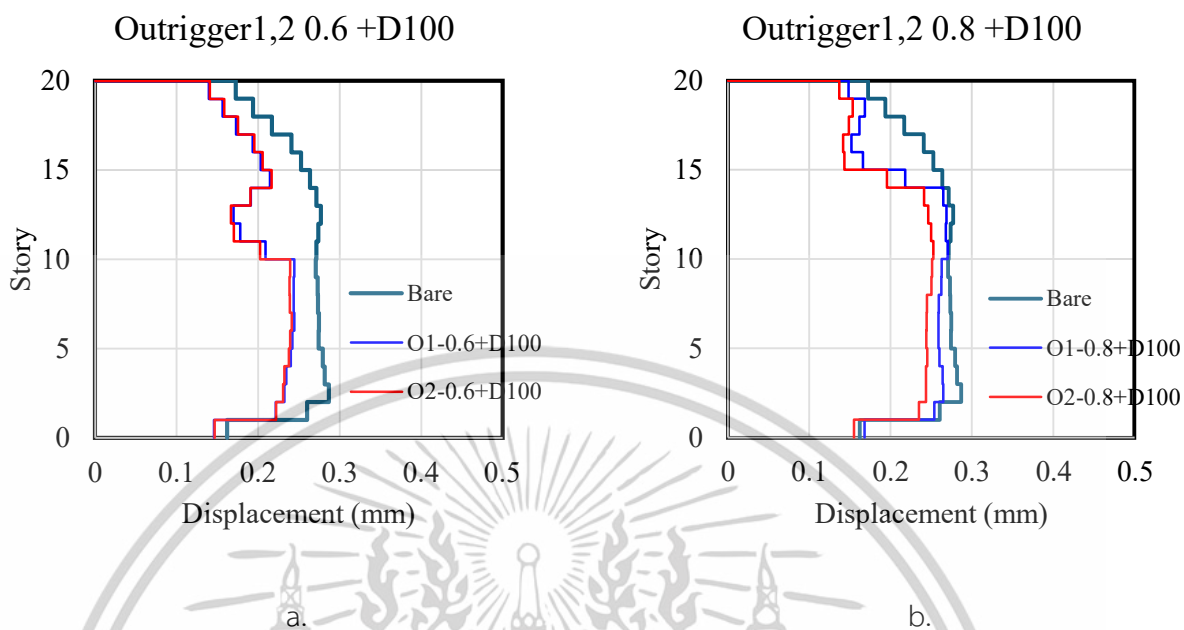 Outrigger1,2 0.6 +D100
20
15
10
5
0
Story
0 0.1 0.2 0.3 0.4 0.5
Displacement (mm)
Bare
O1-0.6+D100
O2-0.6+D100
a.
Outrigger1,2 0.8 +D100
20
15
10
5
0
Story
0 0.1 0.2 0.3 0.4 0.5
Displacement (mm)
Bare
O1-0.8+D100
O2-0.8+D100
b.